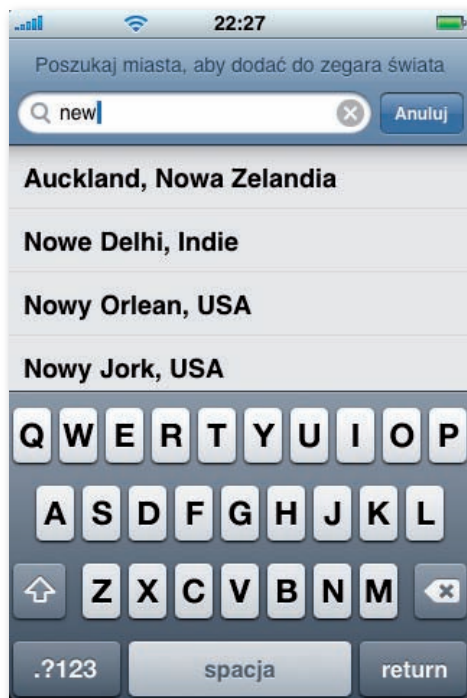 22:27
Poszukaj miasta, aby dodać do zegara świata
new
Anuluj
Auckland, Nowa Zelandia
Nowe Delhi, Indie
Nowy Orlean, USA
Nowy Jork, USA
Q W E R T Y U I O P
A S D F G H J K L
Z X C V B N M
.?123 spacja return